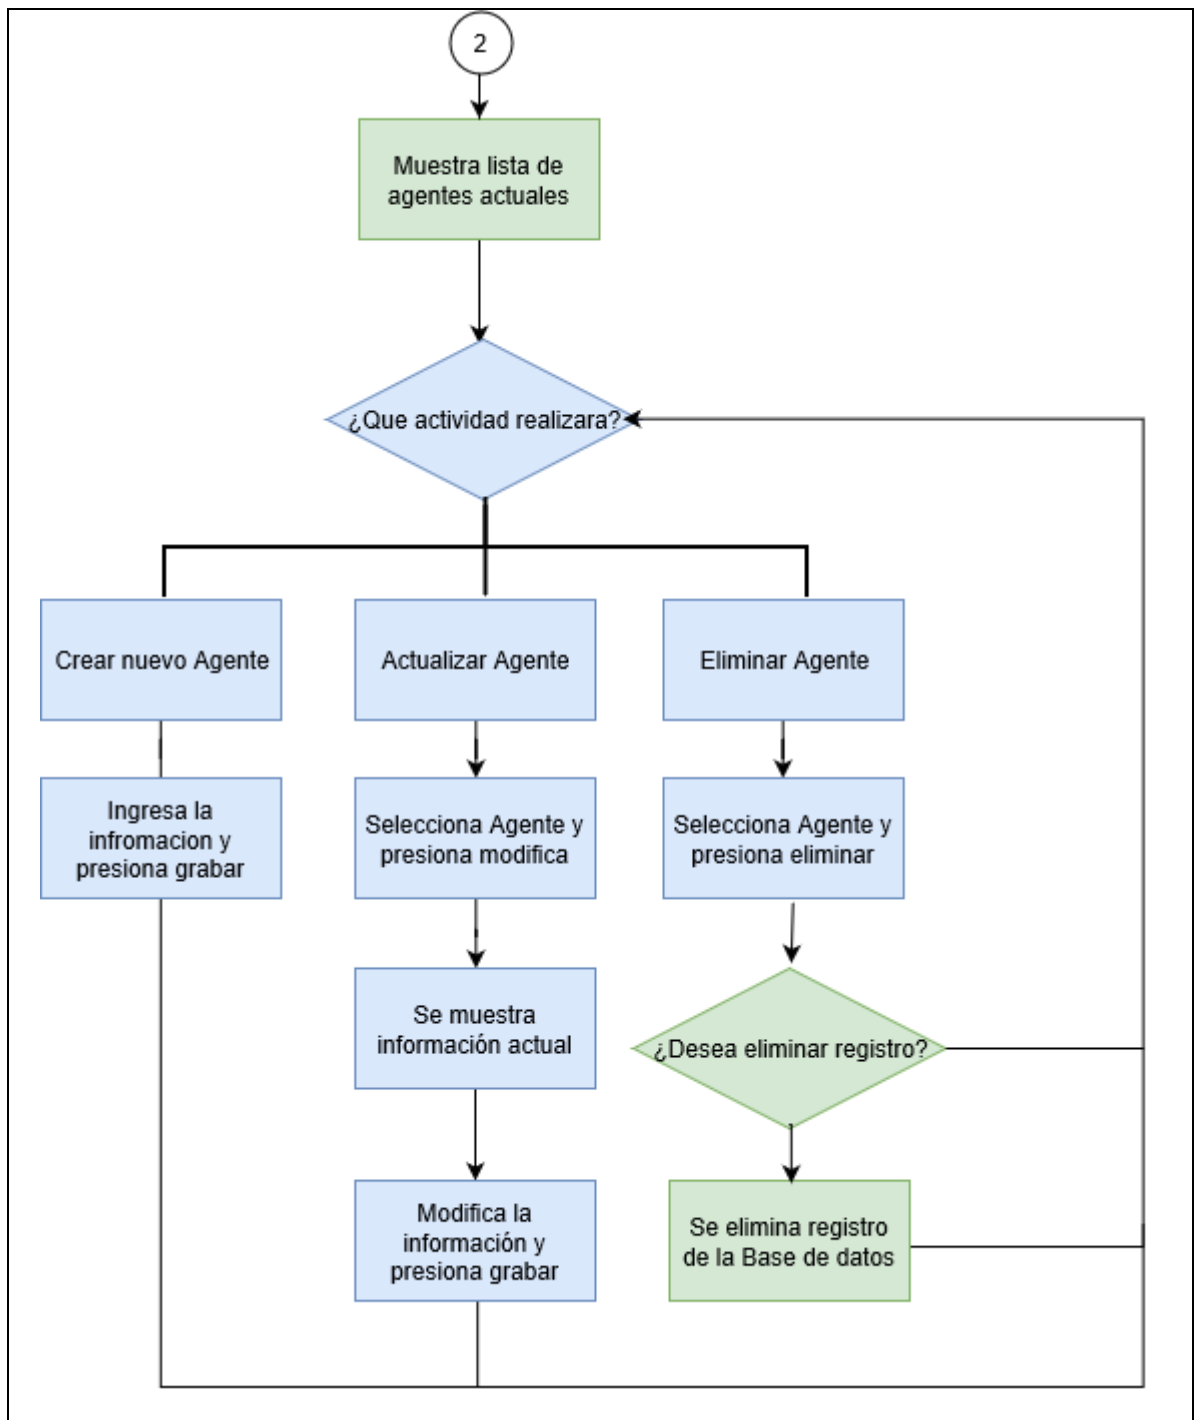 2
Muestra lista de
agentes actuales
¿Que actividad realizara?
Crear nuevo Agente
Actualizar Agente
Eliminar Agente
Ingresa la
infromacion y
presiona grabar
Selecciona Agente y
presiona modifica
Selecciona Agente y
presiona eliminar
Se muestra
información actual
¿Desea eliminar registro?
Modifica la
información y
presiona grabar
Se elimina registro
de la Base de datos